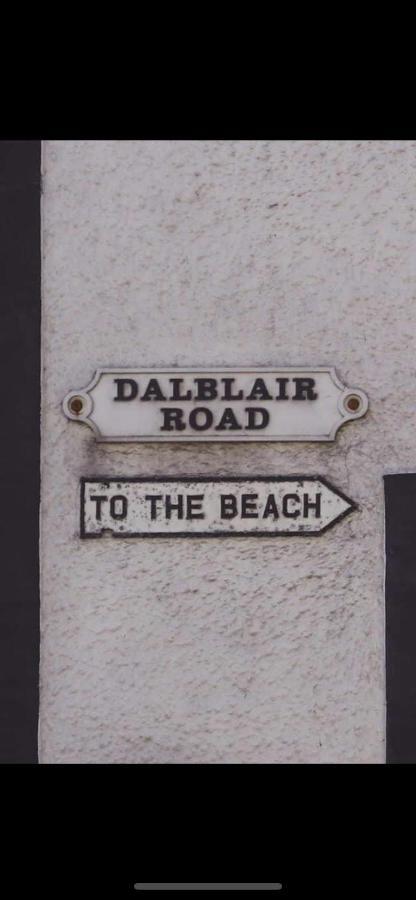 DALBLAIR
ROAD
TO THE BEACH